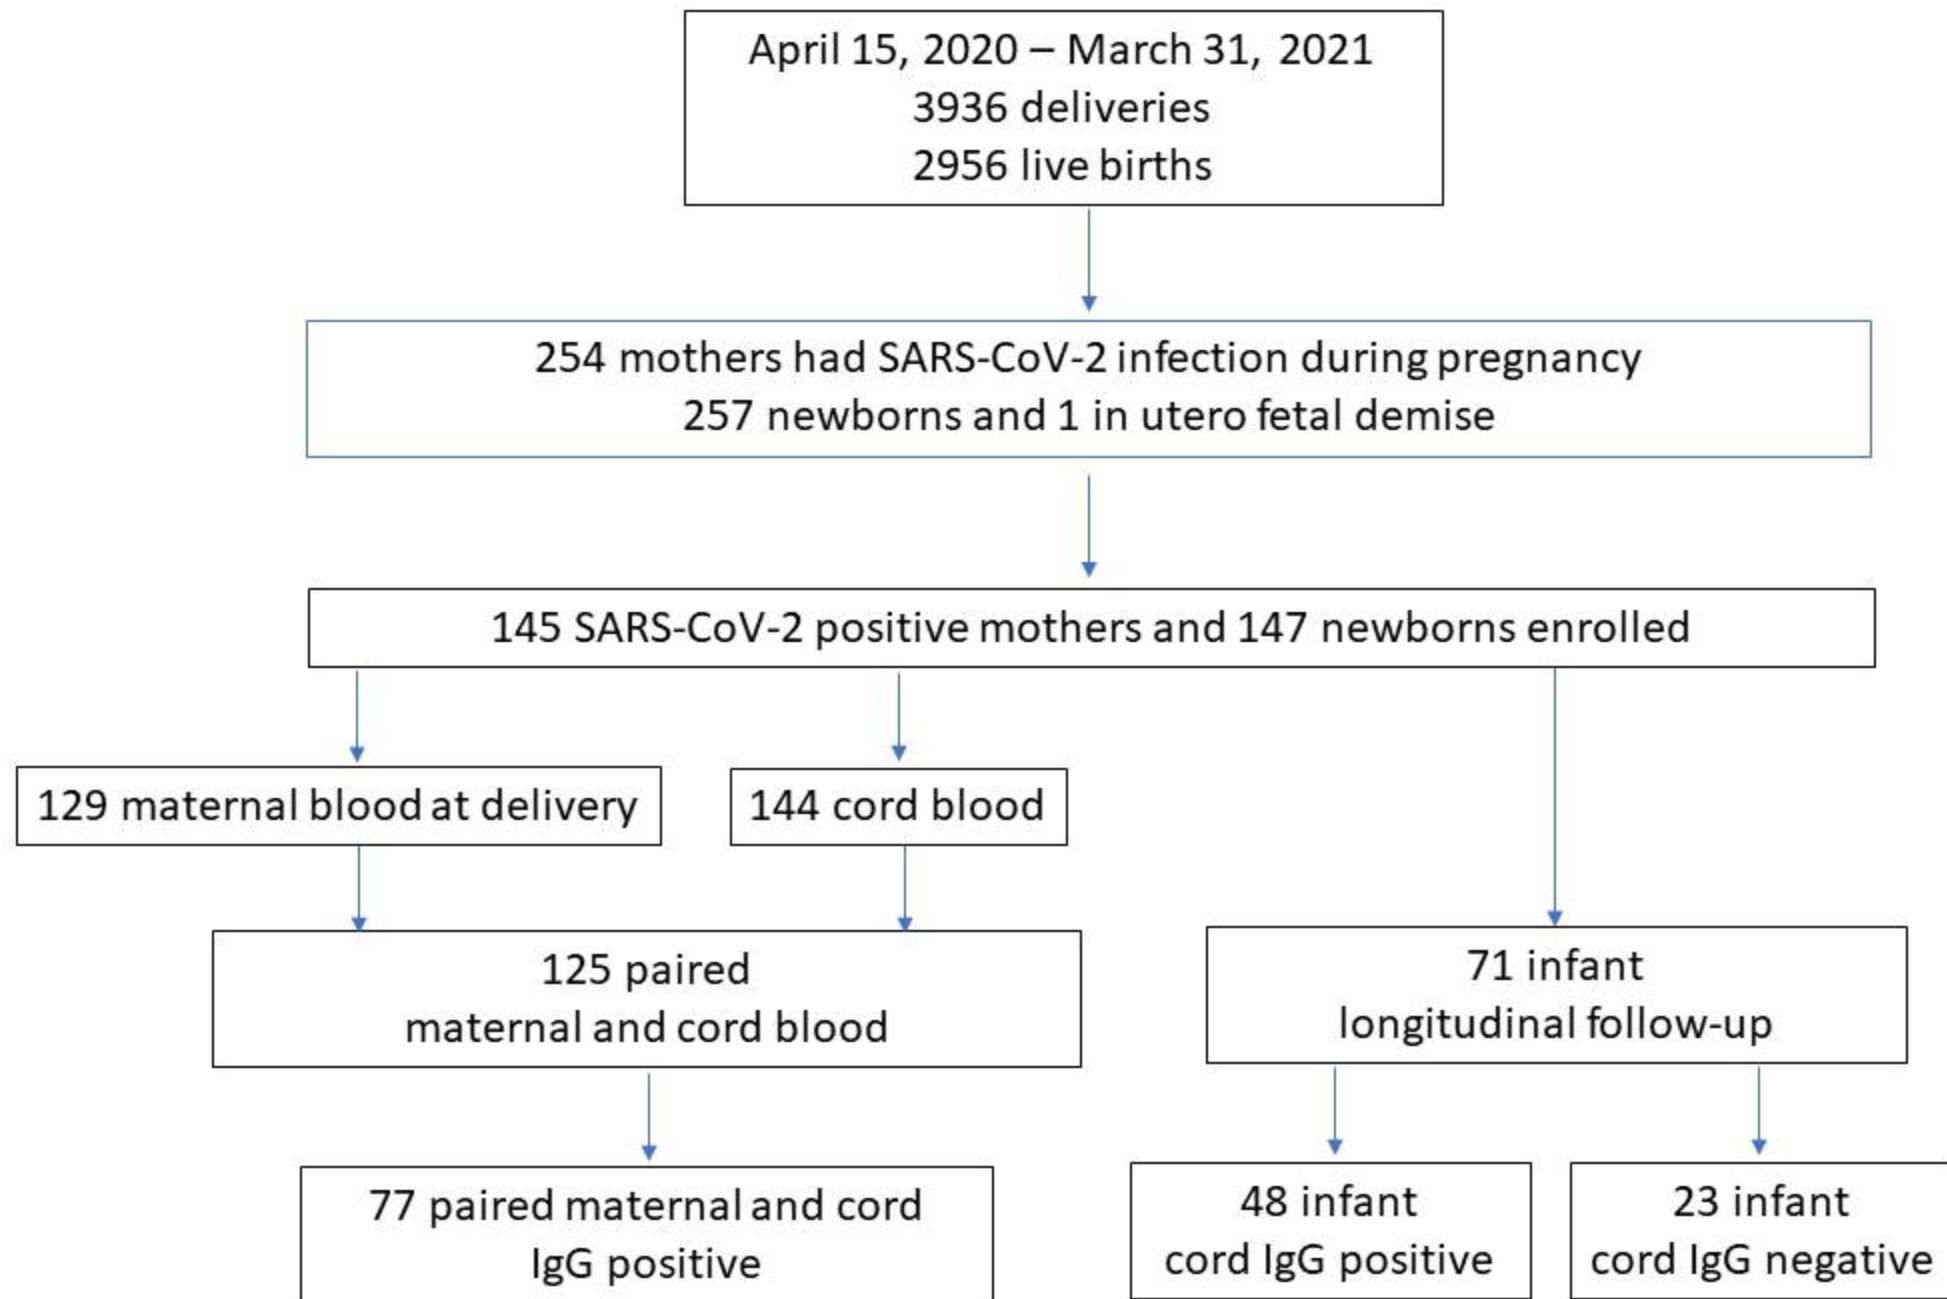 April 15, 2020 – March 31, 2021
3936 deliveries
2956 live births
254 mothers had SARS-CoV-2 infection during pregnancy
257 newborns and 1 in utero fetal demise
145 SARS-CoV-2 positive mothers and 147 newborns enrolled
129 maternal blood at delivery
144 cord blood
125 paired
maternal and cord blood
71 infant
longitudinal follow-up
77 paired maternal and cord
IgG positive
48 infant
cord IgG positive
23 infant
cord IgG negative